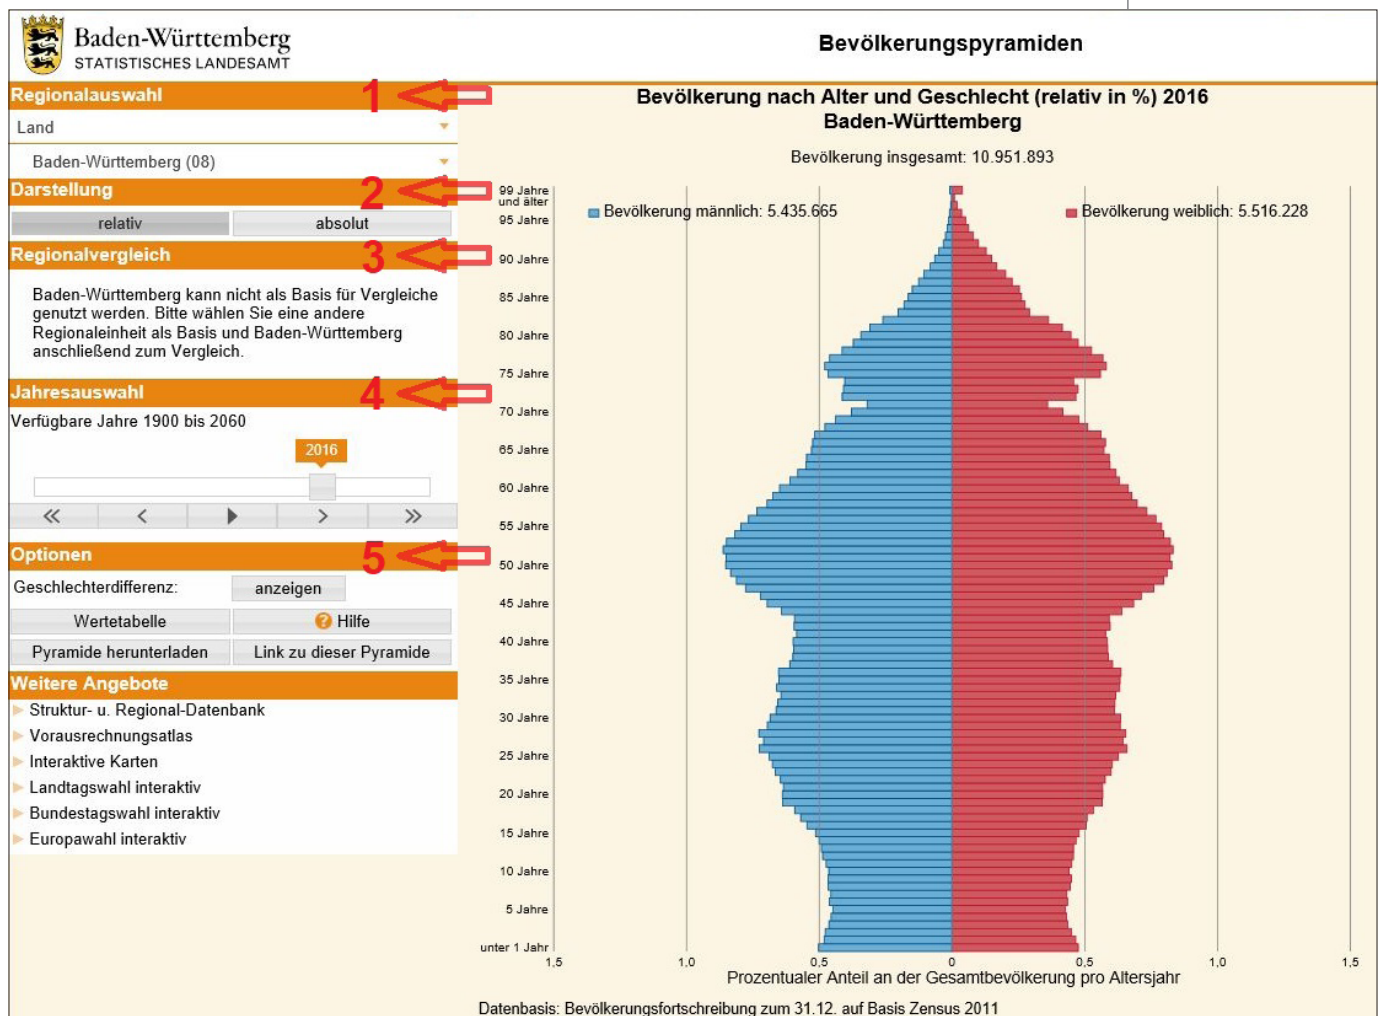 Baden-Württemberg
STATISTISCHES LANDESAMT
Bevölkerungspyramiden
Regionalauswahl 1
Land
Baden-Württemberg (08)
Darstellung 2
relativ absolut
Regionalvergleich 3
Baden-Württemberg kann nicht als Basis für Vergleiche
genutzt werden. Bitte wählen Sie eine andere
Regionaleinheit als Basis und Baden-Württemberg
anschließend zum Vergleich.
Jahresauswahl 4
Verfügbare Jahre 1900 bis 2060
2016
Optionen 5
Geschlechterdifferenz: anzeigen
Wertetabelle ? Hilfe
Pyramide herunterladen Link zu dieser Pyramide
Weitere Angebote
Struktur- u. Regional-Datenbank
Vorausrechnungsatlas
Interaktive Karten
Landtagswahl interaktiv
Bundestagswahl interaktiv
Europawahl interaktiv
Bevölkerung nach Alter und Geschlecht (relativ in %) 2016
Baden-Württemberg
Bevölkerung insgesamt: 10.951.893
Bevölkerung männlich: 5.435.665 Bevölkerung weiblich: 5.516.228
99 Jahre
und älter
95 Jahre
90 Jahre
85 Jahre
80 Jahre
75 Jahre
70 Jahre
65 Jahre
60 Jahre
55 Jahre
50 Jahre
45 Jahre
40 Jahre
35 Jahre
30 Jahre
25 Jahre
20 Jahre
15 Jahre
10 Jahre
5 Jahre
unter 1 Jahr
1,5 1,0 0,5 0 0,5 1,0 1,5
Prozentualer Anteil an der Gesamtbevölkerung pro Altersjahr
Datenbasis: Bevölkerungsfortschreibung zum 31.12. auf Basis Zensus 2011